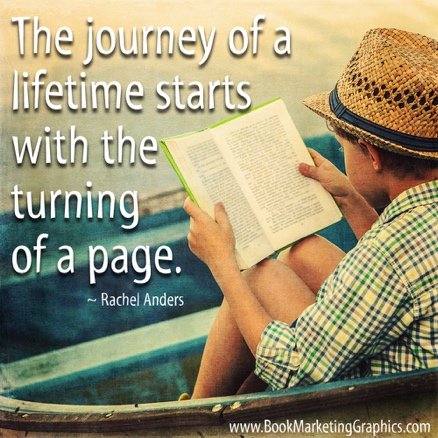 The journey of a
lifetime starts
with the
turning
of a page.
~ Rachel Anders
www.BookMarketingGraphics.com